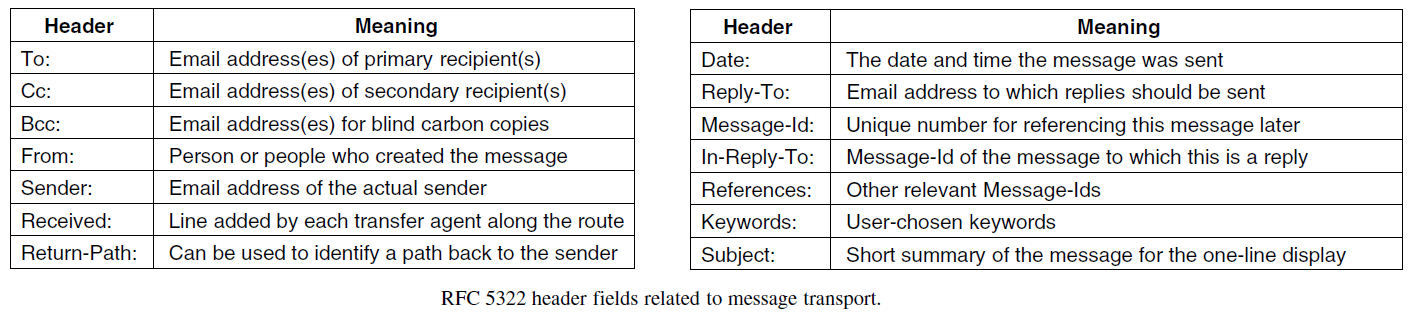 Header Meaning
To: Email address(es) of primary recipient(s)
Cc: Email address(es) of secondary recipient(s)
Bcc: Email address(es) for blind carbon copies
From: Person or people who created the message
Sender: Email address of the actual sender
Received: Line added by each transfer agent along the route
Return-Path: Can be used to identify a path back to the sender
Header Meaning
Date: The date and time the message was sent
Reply-To: Email address to which replies should be sent
Message-Id: Unique number for referencing this message later
In-Reply-To: Message-Id of the message to which this is a reply
References: Other relevant Message-Ids
Keywords: User-chosen keywords
Subject: Short summary of the message for the one-line display
RFC 5322 header fields related to message transport.